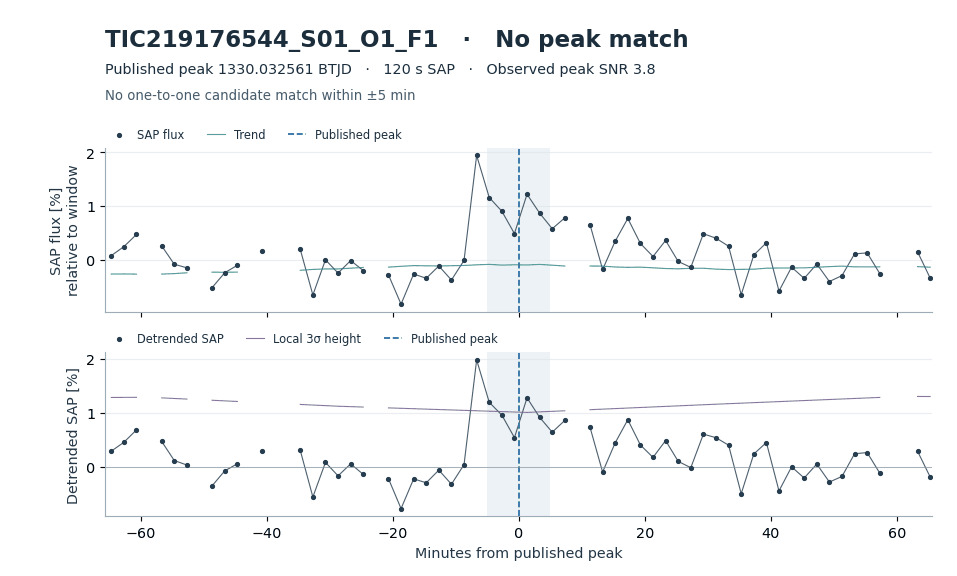 TIC219176544_S01_O1_F1 · No peak match
Published peak 1330.032561 BTJD · 120 s SAP · Observed peak SNR 3.8
No one-to-one candidate match within ±5 min
SAP flux Trend Published peak
SAP flux [%]
relative to window
2
1
0
Detrended SAP Local 3σ height Published peak
Detrended SAP [%]
2
1
0
−60 −40 −20 0 20 40 60
Minutes from published peak